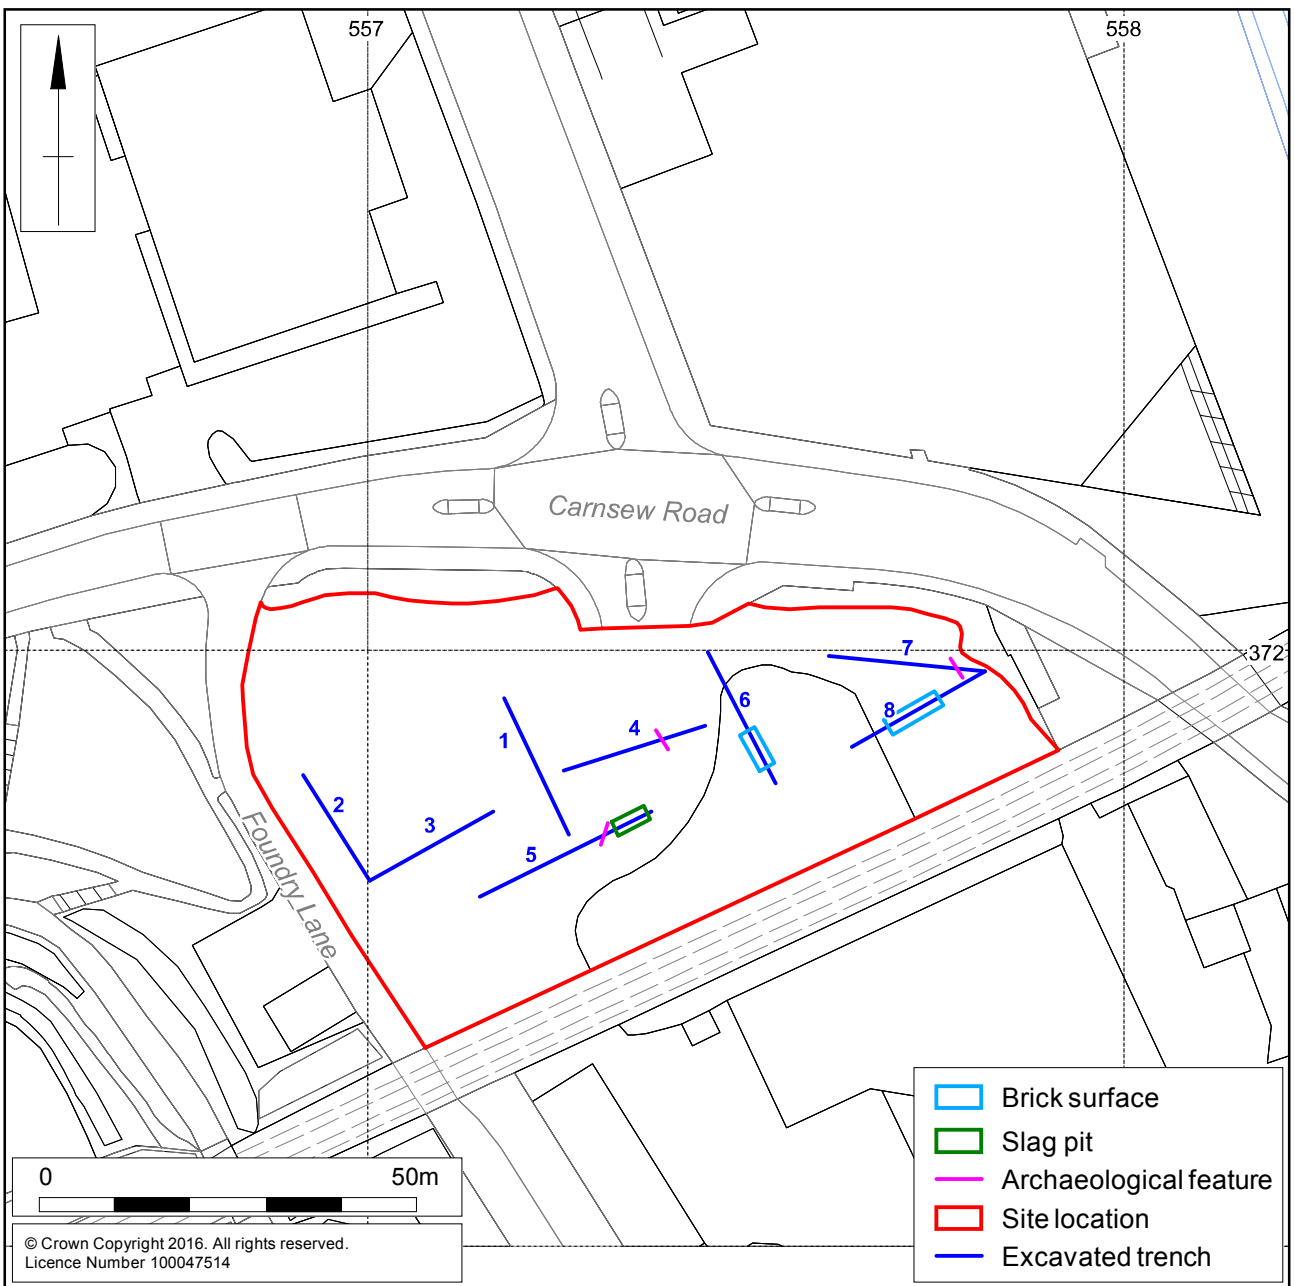 557
558
Carnsew Road
372
7
6
8
4
1
2
3
5
Foundry Lane
Brick surface
Slag pit
Archaeological feature
Site location
Excavated trench
0 50m
© Crown Copyright 2016. All rights reserved.
Licence Number 100047514